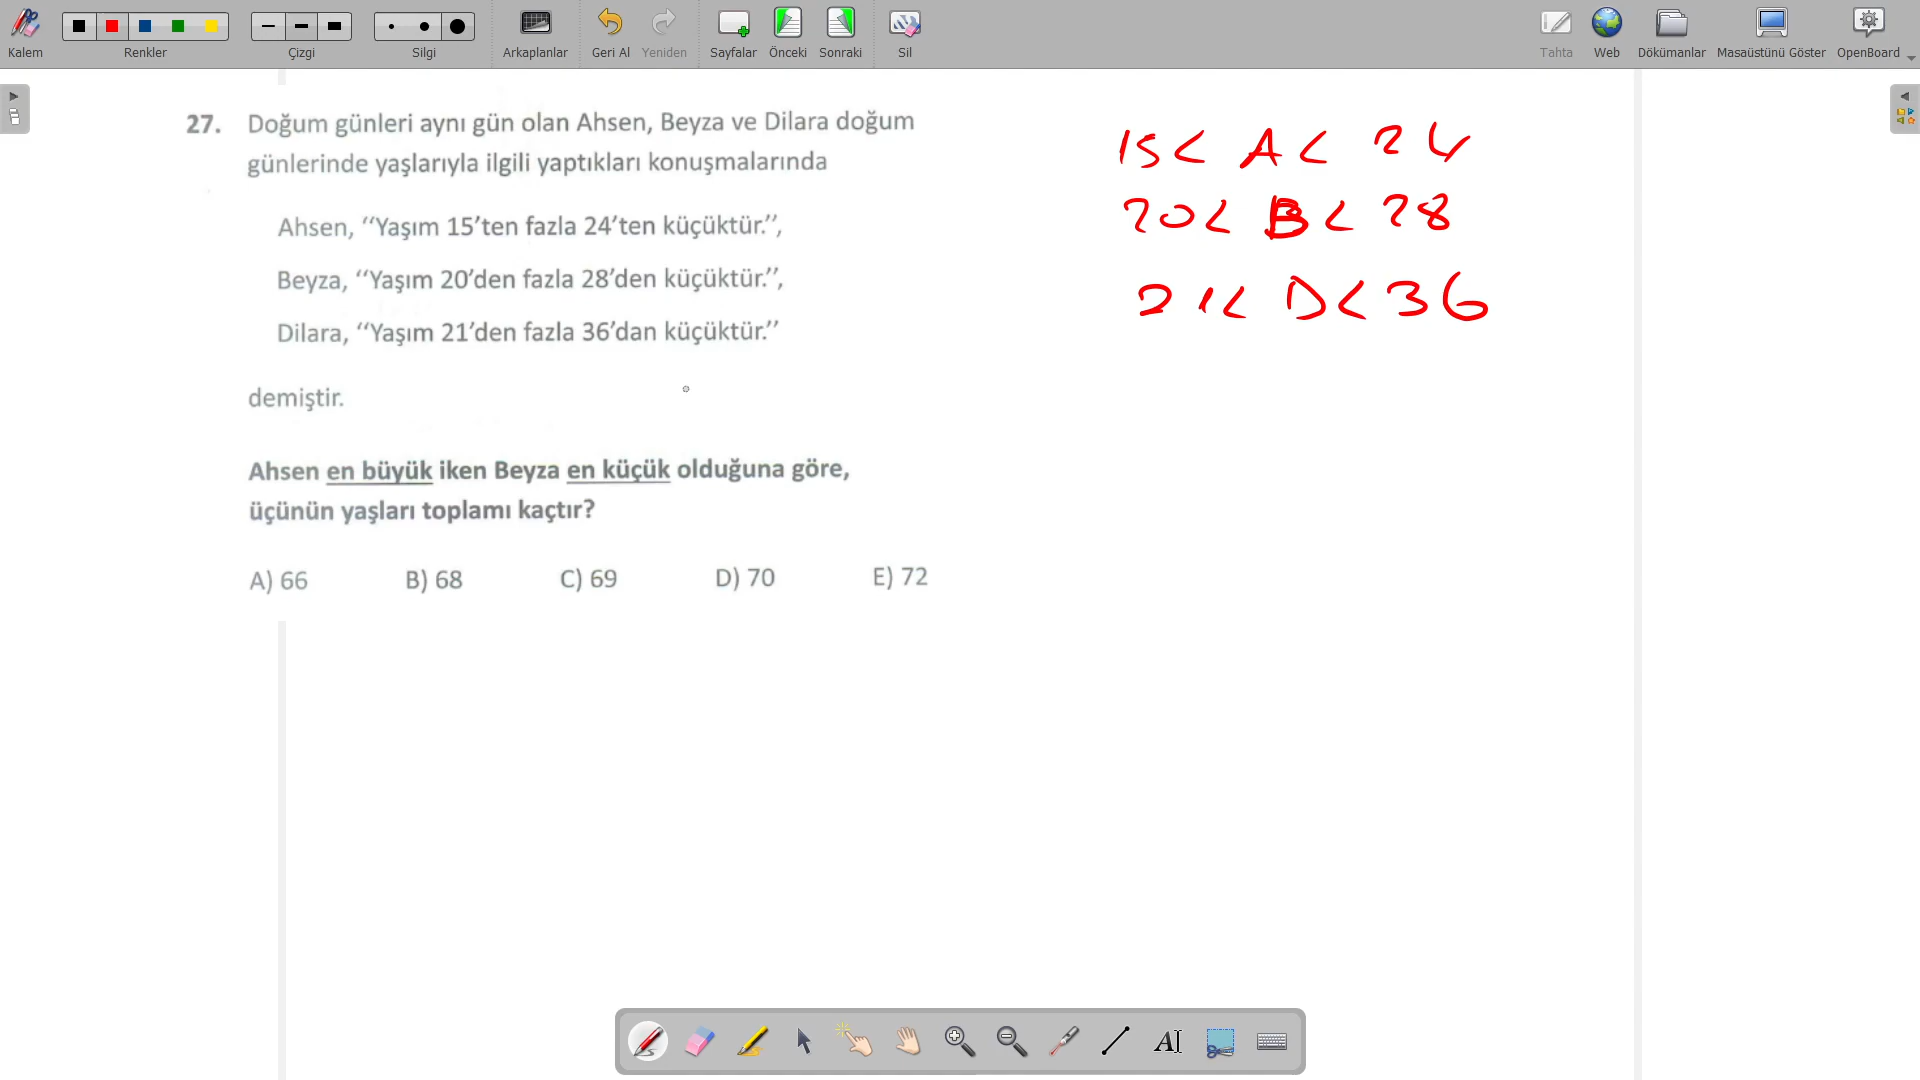 Kalem
Renkler
Çizgi
Silgi
Arkaplanlar
Geri Al
Yeniden
Sayfalar
Önceki
Sonraki
Sil
Tahta
Web
Dökümanlar
Masaüstünü Göster
OpenBoard
27. Doğum günleri aynı gün olan Ahsen, Beyza ve Dilara doğum
günlerinde yaşlarıyla ilgili yaptıkları konuşmalarında
Ahsen, ‘‘Yaşım 15’ten fazla 24’ten küçüktür.’’,
Beyza, ‘‘Yaşım 20’den fazla 28’den küçüktür.’’,
Dilara, ‘‘Yaşım 21’den fazla 36’dan küçüktür.’’
demiştir.
Ahsen en büyük iken Beyza en küçük olduğuna göre,
üçünün yaşları toplamı kaçtır?
A) 66 B) 68 C) 69 D) 70 E) 72
15 < A < 24
20 < B < 28
21 < D < 36